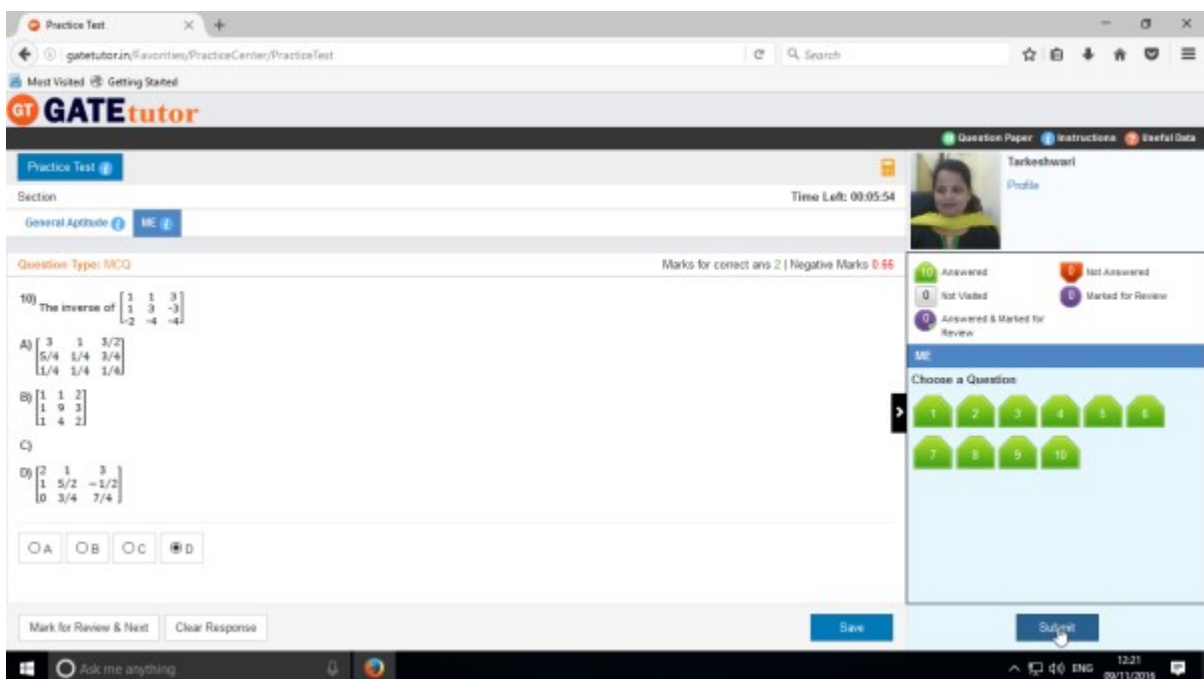 Practice Test
gatetutor.in/Favorities/PracticeCenter/PracticeTest
Search
Most Visited Getting Started
GT GATEtutor
Question Paper Instructions Useful Data
Practice Test
Tarkeshwari
Profile
Section
Time Left: 00:05:54
General Aptitude ME
Question Type: MCQ
Marks for correct ans 2 | Negative Marks 0.66
10 Answered
0 Not Answered
0 Not Visited
0 Marked for Review
0 Answered & Marked for
Review
10) The inverse of
1 1 3
1 3 -3
-2 -4 -4
A)
3 1 3/2
5/4 1/4 3/4
1/4 1/4 1/4
B)
1 1 2
1 9 3
1 4 2
C)
D)
2 1 3
1 5/2 -1/2
0 3/4 7/4
A B C D
ME
Choose a Question
1 2 3 4 5 6
7 8 9 10
Mark for Review & Next Clear Response
Save
Submit
Ask me anything
ENG
12:21
09/11/2016